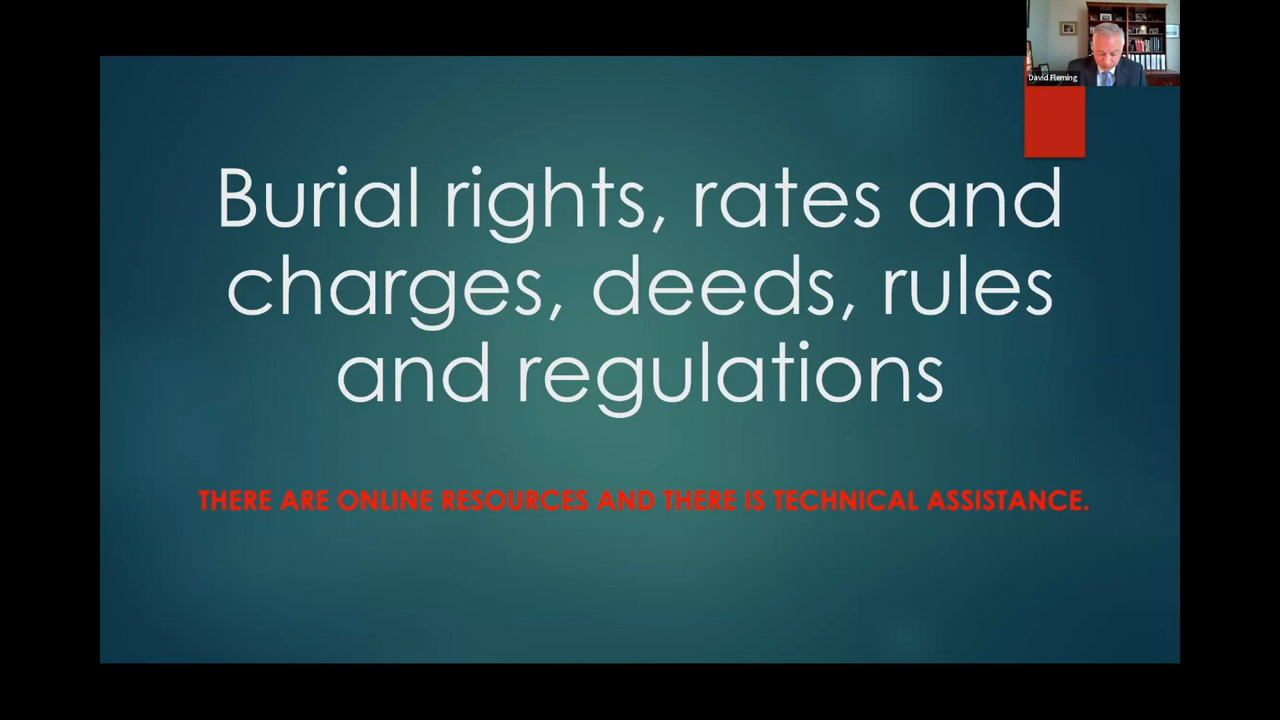 David Fleming
Burial rights, rates and
charges, deeds, rules
and regulations
THERE ARE ONLINE RESOURCES AND THERE IS TECHNICAL ASSISTANCE.